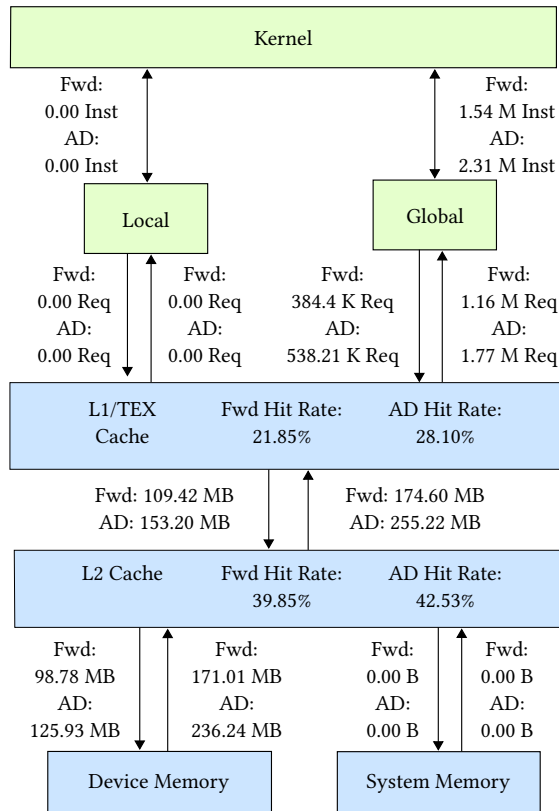 Kernel
Fwd:
0.00 Inst
AD:
0.00 Inst
Fwd:
1.54 M Inst
AD:
2.31 M Inst
Local
Global
Fwd:
0.00 Req
AD:
0.00 Req
Fwd:
0.00 Req
AD:
0.00 Req
Fwd:
384.4 K Req
AD:
538.21 K Req
Fwd:
1.16 M Req
AD:
1.77 M Req
L1/TEX
Cache
Fwd Hit Rate:
21.85%
AD Hit Rate:
28.10%
Fwd: 109.42 MB
AD: 153.20 MB
Fwd: 174.60 MB
AD: 255.22 MB
L2 Cache
Fwd Hit Rate:
39.85%
AD Hit Rate:
42.53%
Fwd:
98.78 MB
AD:
125.93 MB
Fwd:
171.01 MB
AD:
236.24 MB
Fwd:
0.00 B
AD:
0.00 B
Fwd:
0.00 B
AD:
0.00 B
Device Memory
System Memory